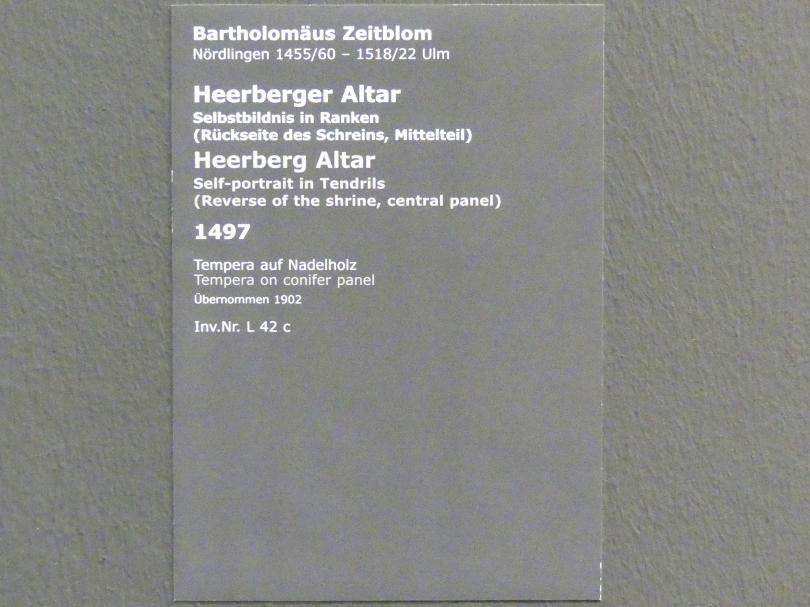 Bartholomäus Zeitblom
Nördlingen 1455/60 – 1518/22 Ulm
Heerberger Altar
Selbstbildnis in Ranken
(Rückseite des Schreins, Mittelteil)
Heerberg Altar
Self-portrait in Tendrils
(Reverse of the shrine, central panel)
1497
Tempera auf Nadelholz
Tempera on conifer panel
Übernommen 1902
Inv.Nr. L 42 c